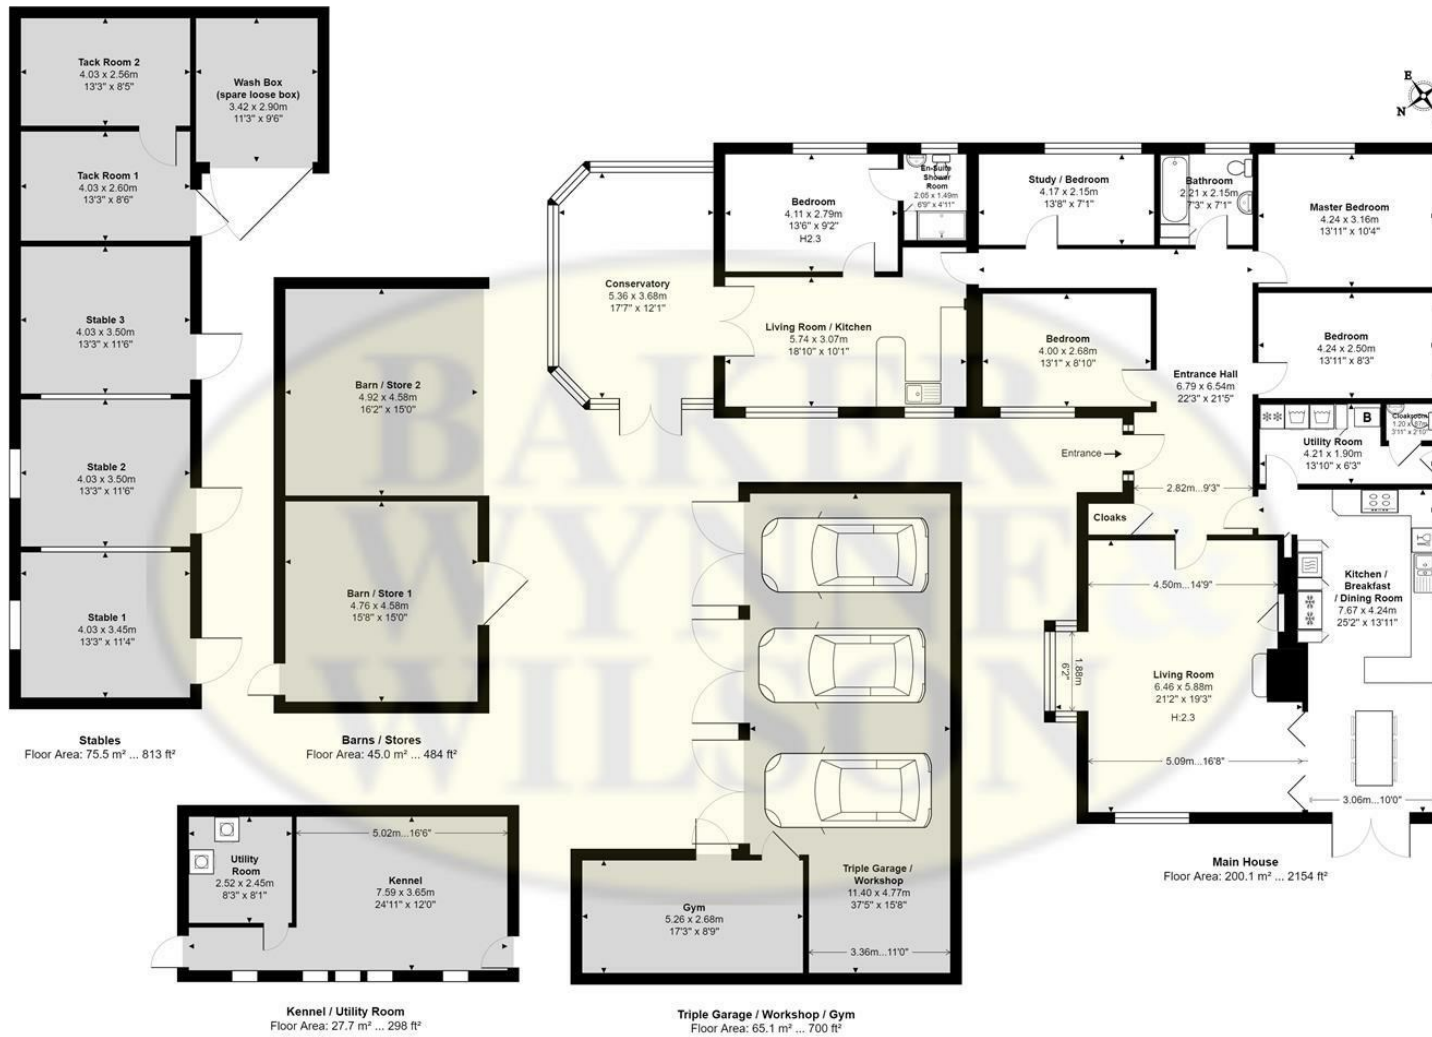 Tack Room 2
4.03 x 2.56m
13'3" x 8'5"
Wash Box
(spare loose box)
3.42 x 2.90m
11'3" x 9'6"
Tack Room 1
4.03 x 2.60m
13'3" x 8'6"
Stable 3
4.03 x 3.50m
13'3" x 11'6"
Stable 2
4.03 x 3.50m
13'3" x 11'6"
Stable 1
4.03 x 3.45m
13'3" x 11'4"
Stables
Floor Area: 75.5 m² ... 813 ft²
Barn / Store 2
4.92 x 4.58m
16'2" x 15'0"
Barn / Store 1
4.76 x 4.58m
15'8" x 15'0"
Barns / Stores
Floor Area: 45.0 m² ... 484 ft²
Utility
Room
2.52 x 2.45m
8'3" x 8'1"
5.02m...16'6"
Kennel
7.59 x 3.65m
24'11" x 12'0"
Kennel / Utility Room
Floor Area: 27.7 m² ... 298 ft²
Conservatory
5.36 x 3.68m
17'7" x 12'1"
Bedroom
4.11 x 2.79m
13'6" x 9'2"
H2.3
En-Suite
Shower
Room
2.05 x 1.49m
6'9" x 4'11"
Living Room / Kitchen
5.74 x 3.07m
18'10" x 10'1"
Study / Bedroom
4.17 x 2.15m
13'8" x 7'1"
Bathroom
2.21 x 2.15m
7'3" x 7'1"
Master Bedroom
4.24 x 3.16m
13'11" x 10'4"
E
N
Bedroom
4.00 x 2.68m
13'1" x 8'10"
Entrance Hall
6.79 x 6.54m
22'3" x 21'5"
Bedroom
4.24 x 2.50m
13'11" x 8'3"
Entrance
2.82m...9'3"
Cloaks
B
Utility Room
4.21 x 1.90m
13'10" x 6'3"
Cloakroom
3'11" x 2'10"
4.50m...14'9"
1.88m
6'2"
Living Room
6.46 x 5.88m
21'2" x 19'3"
H:2.3
5.09m...16'8"
Kitchen /
Breakfast
/ Dining Room
7.67 x 4.24m
25'2" x 13'11"
3.06m...10'0"
Main House
Floor Area: 200.1 m² ... 2154 ft²
Triple Garage /
Workshop
11.40 x 4.77m
37'5" x 15'8"
3.36m...11'0"
Gym
5.26 x 2.68m
17'3" x 8'9"
Triple Garage / Workshop / Gym
Floor Area: 65.1 m² ... 700 ft²
BAKER
WYNNE &
WILSON